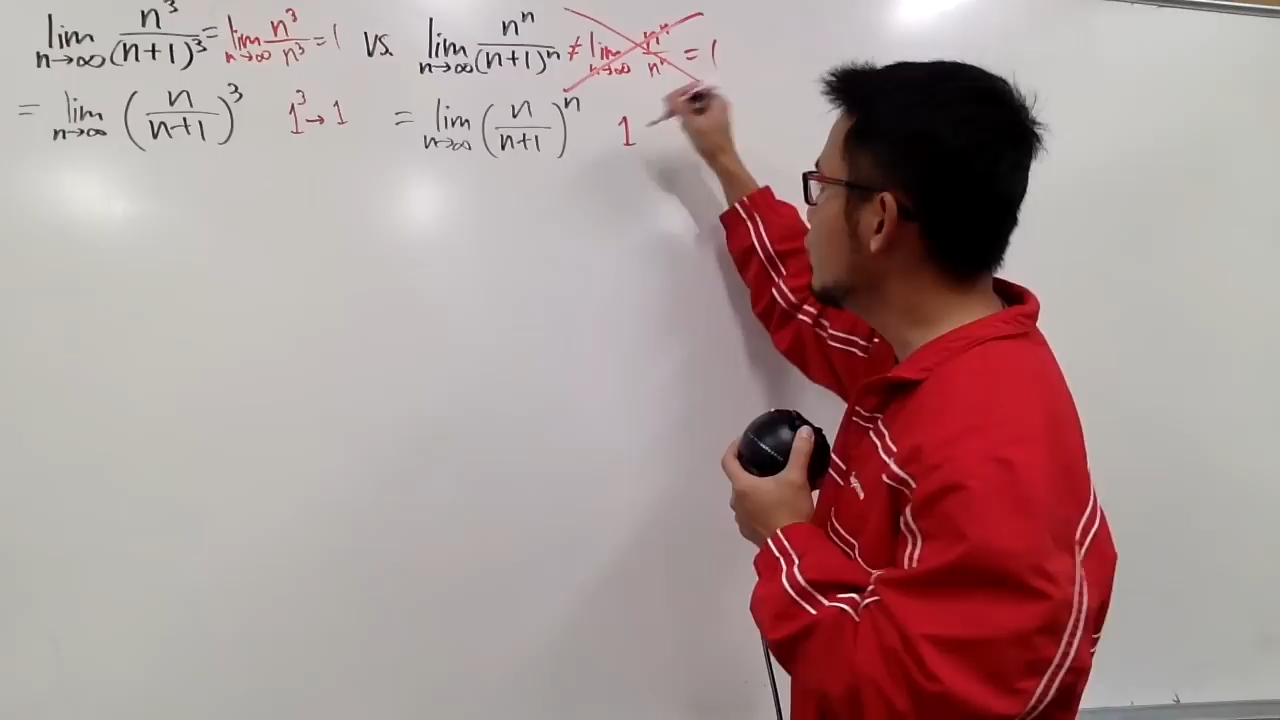 lim n→∞ n³/(n+1)³ = lim n→∞ n³/n³ = 1 vs. lim n→∞ nⁿ/(n+1)ⁿ ≠ lim n→∞ nⁿ/nⁿ = 1
= lim n→∞ (n/n+1)³ 1³→1 = lim n→∞ (n/n+1)ⁿ 1